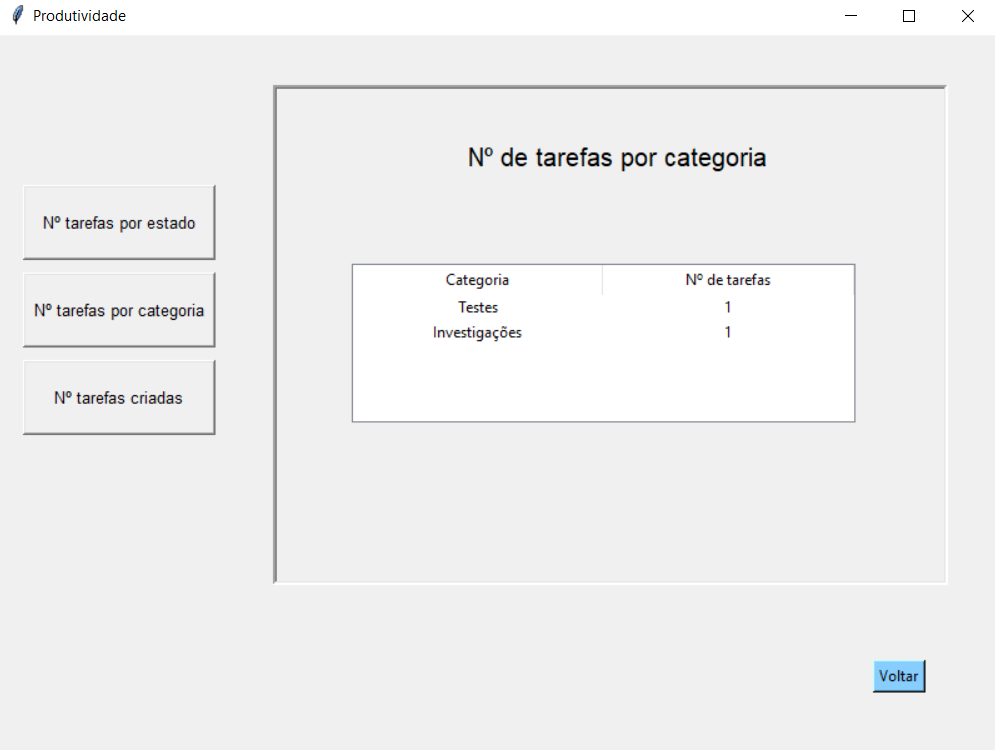 Produtividade
Nº tarefas por estado
Nº tarefas por categoria
Nº tarefas criadas
Nº de tarefas por categoria
Categoria Nº de tarefas
Testes 1
Investigações 1
Voltar